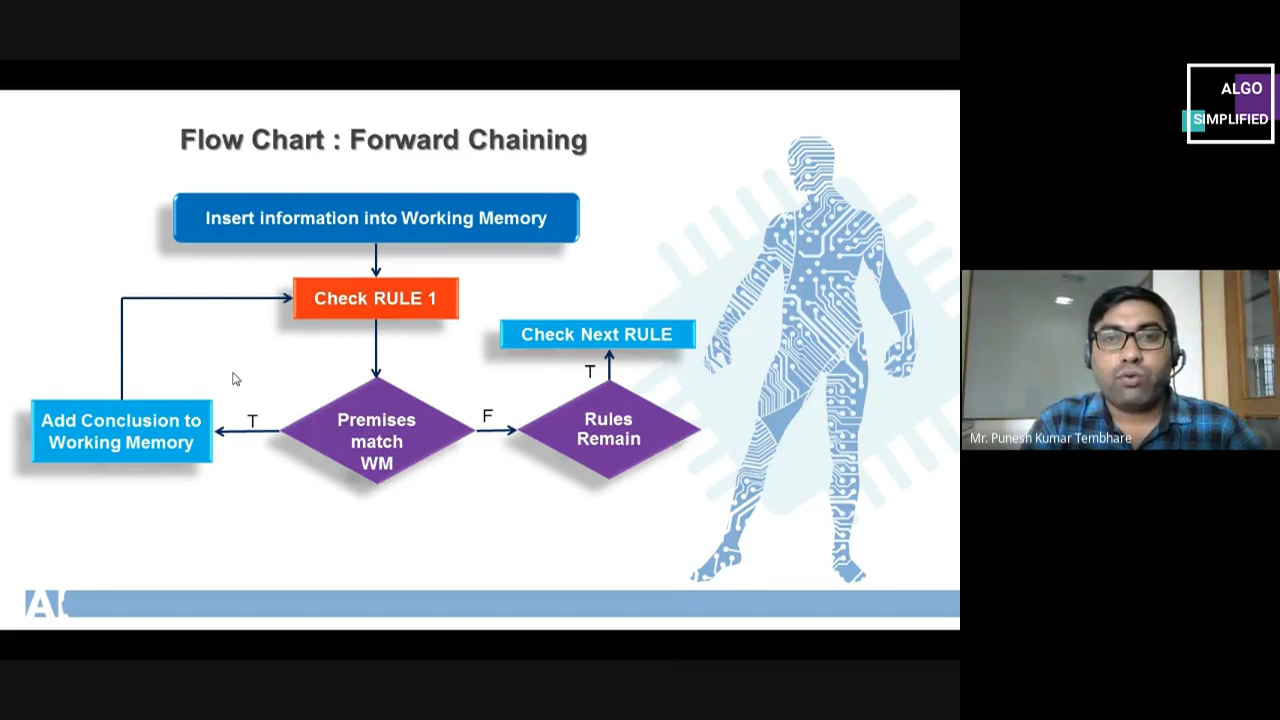 Flow Chart : Forward Chaining
Insert information into Working Memory
Check RULE 1
Check Next RULE
T
Add Conclusion to
Working Memory
T
Premises
match
WM
F
Rules
Remain
ALGO
SIMPLIFIED
Mr. Punesh Kumar Tembhare
A